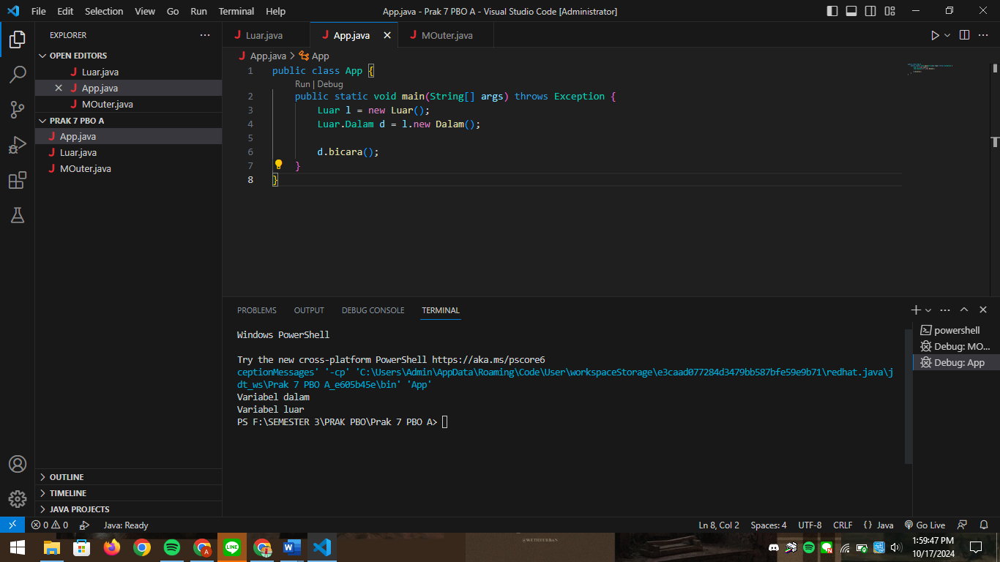 File Edit Selection View Go Run Terminal Help
App.java - Prak 7 PBO A - Visual Studio Code [Administrator]
EXPLORER
OPEN EDITORS
Luar.java
App.java
MOuter.java
PRAK 7 PBO A
App.java
Luar.java
MOuter.java
OUTLINE
TIMELINE
JAVA PROJECTS
Luar.java App.java MOuter.java
App.java > App
1 public class App {
Run | Debug
2 public static void main(String[] args) throws Exception {
3 Luar l = new Luar();
4 Luar.Dalam d = l.new Dalam();
5
6 d.bicara();
7 }
8 }
PROBLEMS OUTPUT DEBUG CONSOLE TERMINAL
Windows PowerShell
Try the new cross-platform PowerShell https://aka.ms/pscore6
ceptionMessages' '-cp' 'C:\Users\Admin\AppData\Roaming\Code\User\workspaceStorage\e3caad077284d3479bb587bfe59e9b71\redhat.java\j
dt_ws\Prak 7 PBO A_e605b45e\bin' 'App'
Variabel dalam
Variabel luar
PS F:\SEMESTER 3\PRAK PBO\Prak 7 PBO A>
powershell
Debug: MO...
Debug: App
0 0 Java: Ready
Ln 8, Col 2 Spaces: 4 UTF-8 CRLF {} Java Go Live
LINE
@WETHEURBAN
1:59:47 PM
10/17/2024